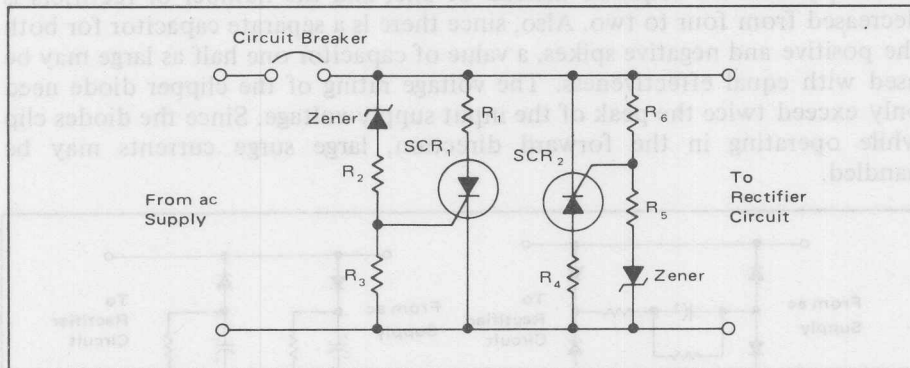 decreased from four to two. Also, since there is a separate capacitor for both
the positive and negative spikes, a value of capacitor one half as large may be
used with equal effectiveness. The voltage rating of the clipper diode need
only exceed twice the peak of the input supply voltage. Since the diodes clip
while operating in the forward direction, large surge currents may be
handled.
Circuit Breaker
Zener
R1
R6
SCR1
SCR2
R2
From ac
Supply
To
Rectifier
Circuit
R5
R3
R4
Zener
To
Rectifier
Circuit
From ac
Supply
To
Rectifier
Circuit
From ac
Supply